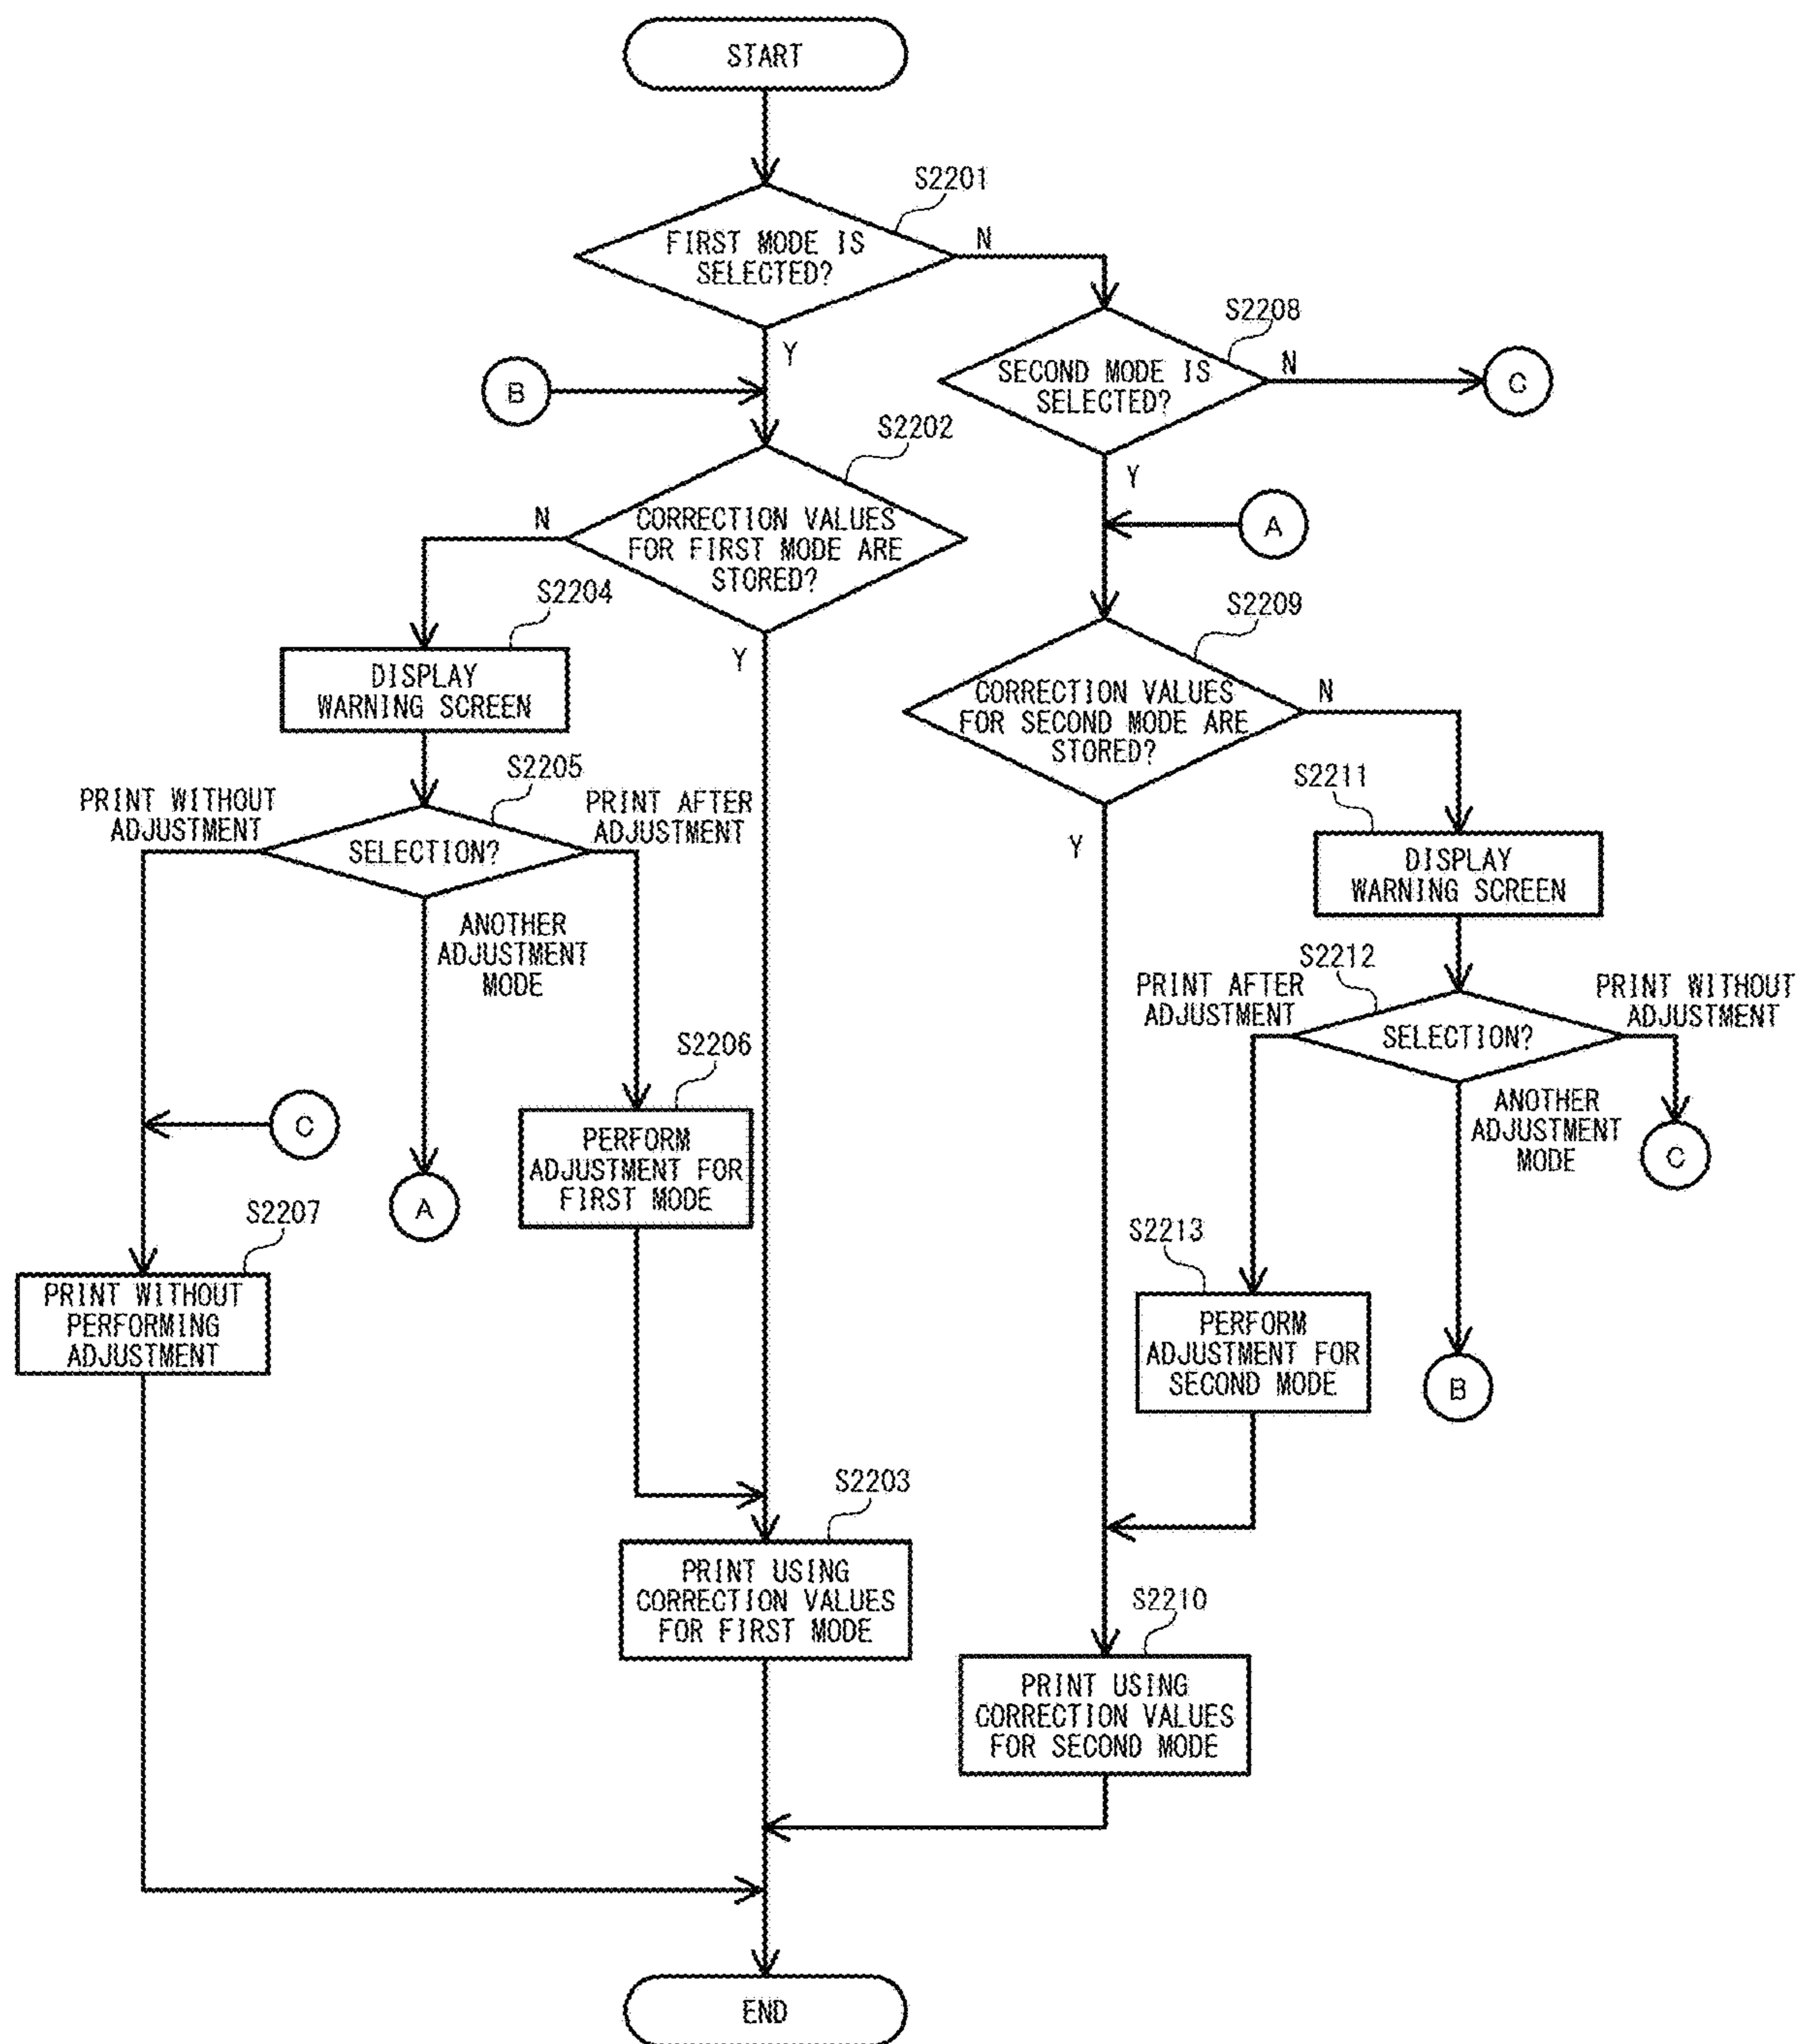 START
S2201
FIRST MODE IS
SELECTED?
N
Y
S2208
SECOND MODE IS
SELECTED?
N
C
Y
B
A
S2202
CORRECTION VALUES
FOR FIRST MODE ARE
STORED?
N
Y
S2204
DISPLAY
WARNING SCREEN
S2209
CORRECTION VALUES
FOR SECOND MODE ARE
STORED?
N
Y
S2205
PRINT WITHOUT
ADJUSTMENT
SELECTION?
PRINT AFTER
ADJUSTMENT
ANOTHER
ADJUSTMENT
MODE
S2211
DISPLAY
WARNING SCREEN
S2212
PRINT AFTER
ADJUSTMENT
SELECTION?
PRINT WITHOUT
ADJUSTMENT
ANOTHER
ADJUSTMENT
MODE
C
S2206
PERFORM
ADJUSTMENT FOR
FIRST MODE
C
A
S2207
PRINT WITHOUT
PERFORMING
ADJUSTMENT
S2213
PERFORM
ADJUSTMENT FOR
SECOND MODE
B
S2203
PRINT USING
CORRECTION VALUES
FOR FIRST MODE
S2210
PRINT USING
CORRECTION VALUES
FOR SECOND MODE
END